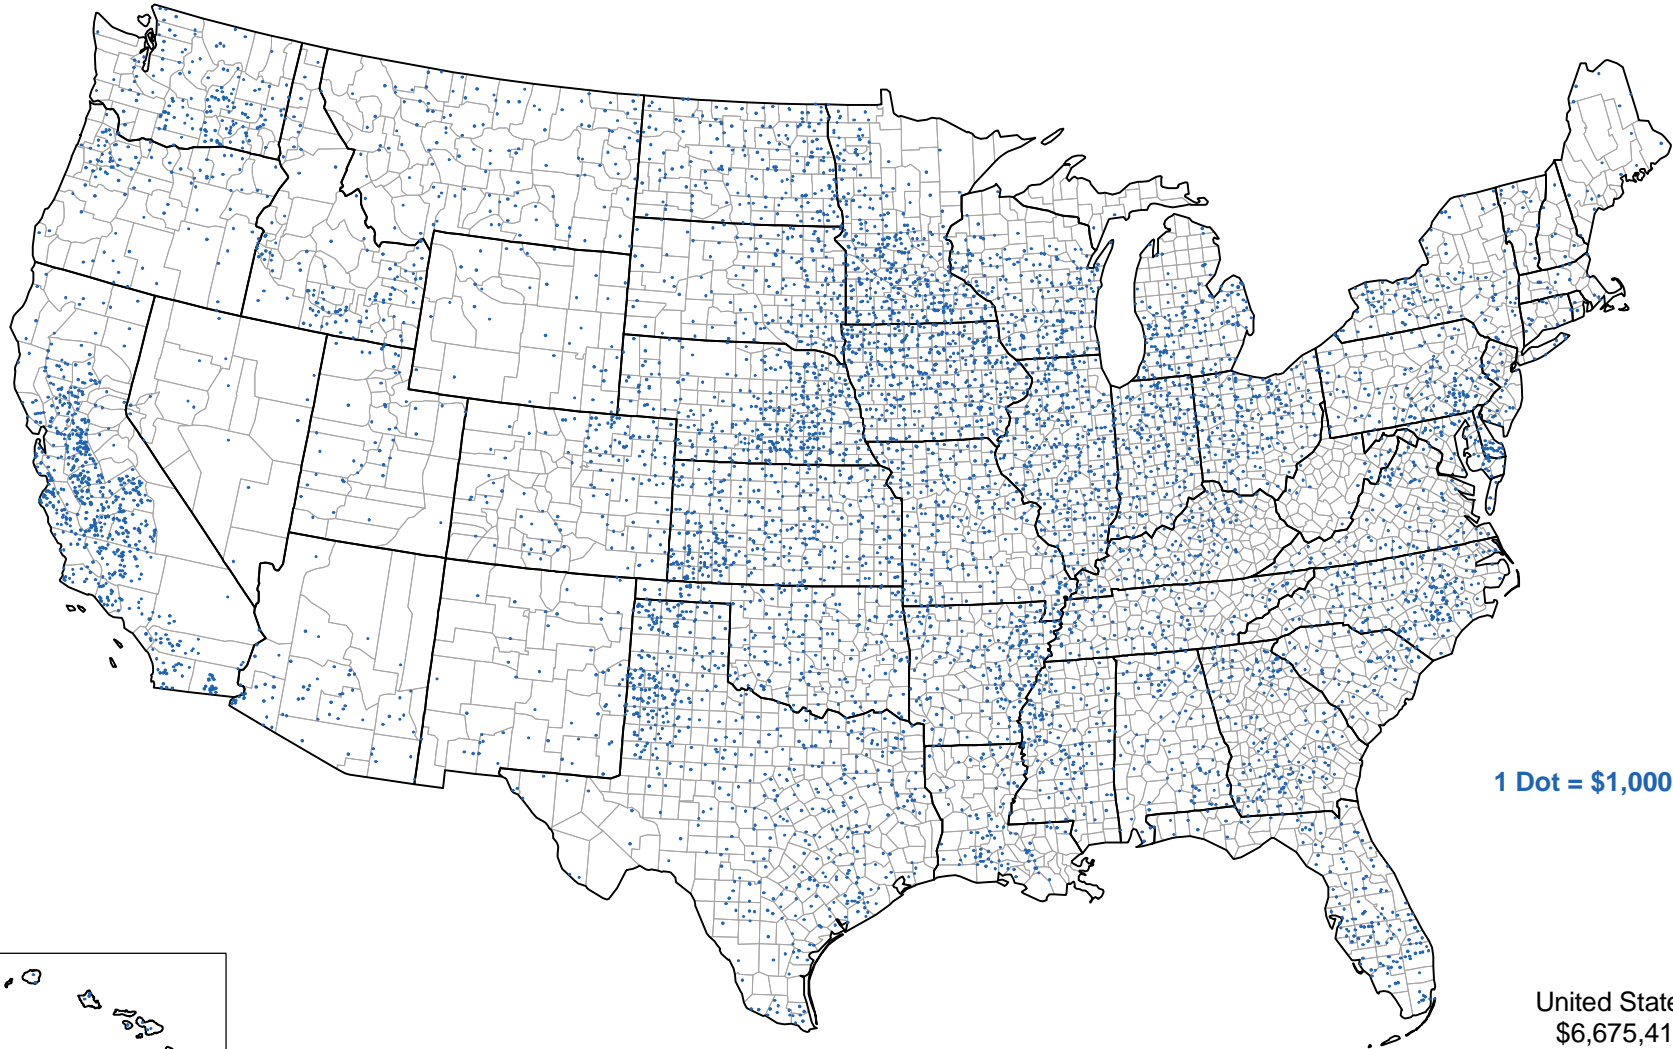 1 Dot = $1,000
United State
$6,675,41